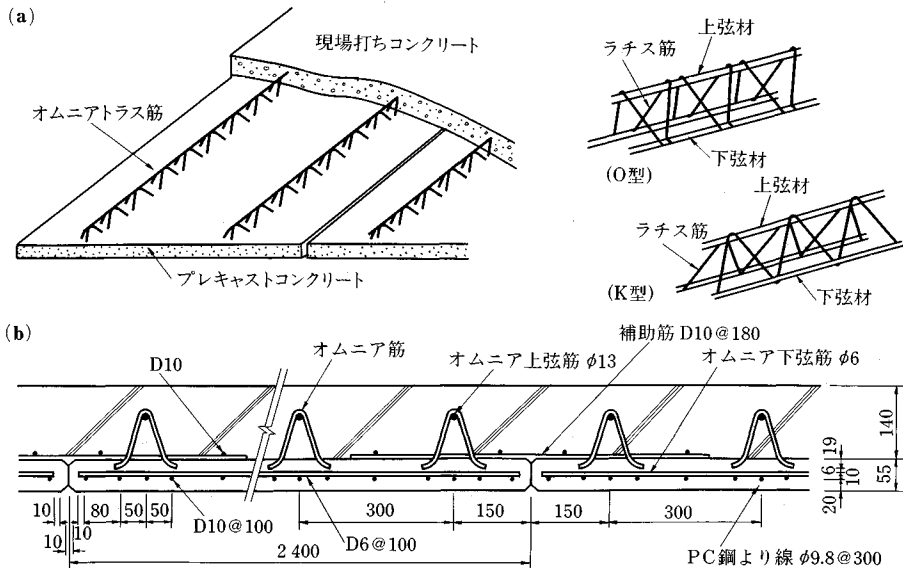 (a)
現場打ちコンクリート
オムニアトラス筋
プレキャストコンクリート
上弦材
ラチス筋
下弦材
(O型)
上弦材
ラチス筋
下弦材
(K型)
(b)
補助筋 D10@180
オムニア筋
オムニア上弦筋 φ13
オムニア下弦筋 φ6
D10
140
19
6
10
55
20
10
80
50
50
10
10
D10@100
300
150
150
300
D6@100
2 400
PC鋼より線 φ9.8@300